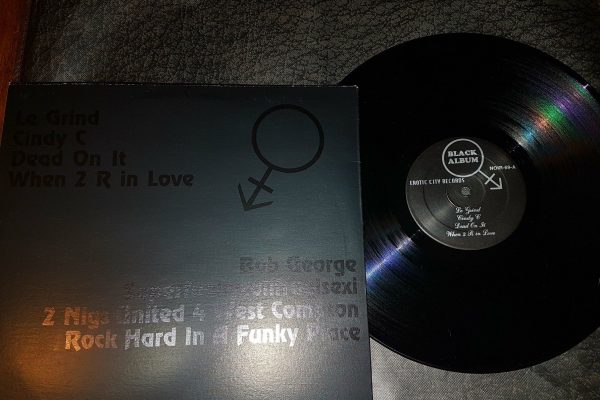 Le Grind
Cindy C
Dead On It
When 2 R in Love
Bob George
2 Nigs United 4 West Compton
Rock Hard In A Funky Place
BLACK
ALBUM
NOVR-69-A
EROTIC CITY RECORDS
Le Grind
Cindy C
Dead On It
When 2 R in Love